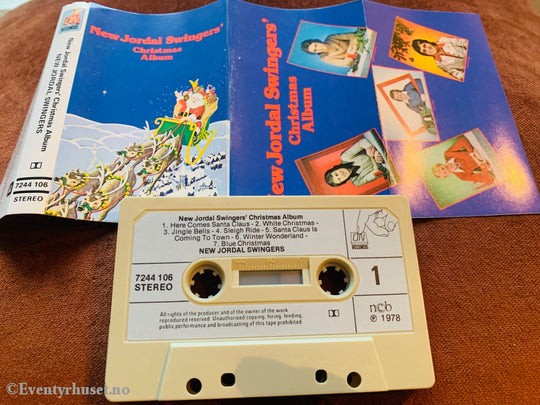 New Jordal Swingers' Christmas Album
NEW JORDAL SWINGERS
7244 106
STEREO
RECORDS
New Jordal Swingers'
Christmas
Album
New Jordal Swingers'
Christmas
Album
New Jordal Swingers' Christmas Album
1. Here Comes Santa Claus - 2. White Christmas -
3. Jingle Bells - 4. Sleigh Ride - 5. Santa Claus Is
Coming To Town - 6. Winter Wonderland -
7. Blue Christmas
NEW JORDAL SWINGERS
RECORDS
7244 106
STEREO
1
All rights of the producer and of the owner of the work
reproduced reserved. Unauthorised copying, hiring, lending,
public performance and broadcasting of this tape prohibited.
ncb
℗ 1978
© Eventyrhuset.no